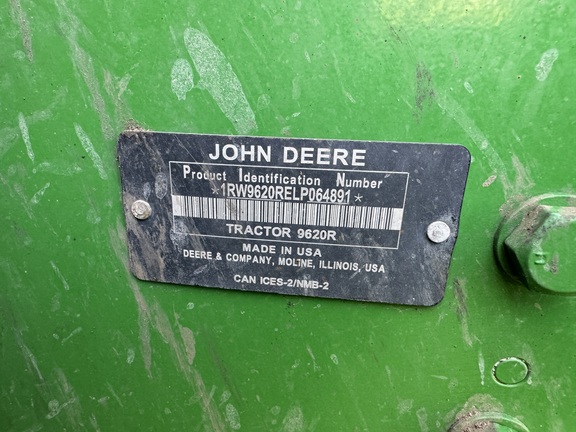 JOHN DEERE
Product Identification Number
*1RW9620RELP064891*
TRACTOR 9620R
MADE IN USA
DEERE & COMPANY, MOLINE, ILLINOIS, USA
CAN ICES-2/NMB-2